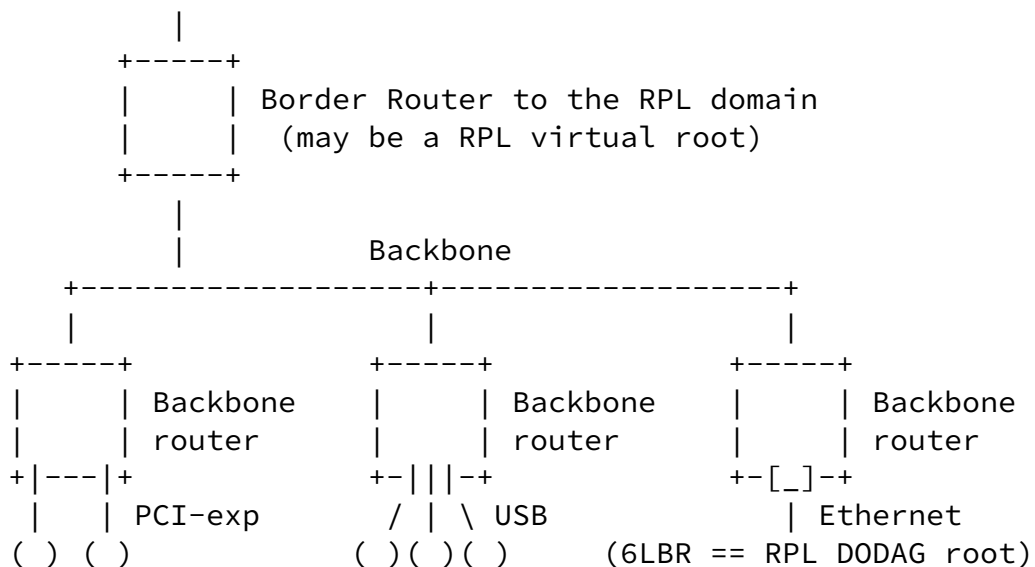 Border Router to the RPL domain
(may be a RPL virtual root)
Backbone
Backbone Backbone Backbone
router router router
PCI-exp USB Ethernet
( ) ( ) ( )( )( ) (6LBR == RPL DODAG root)